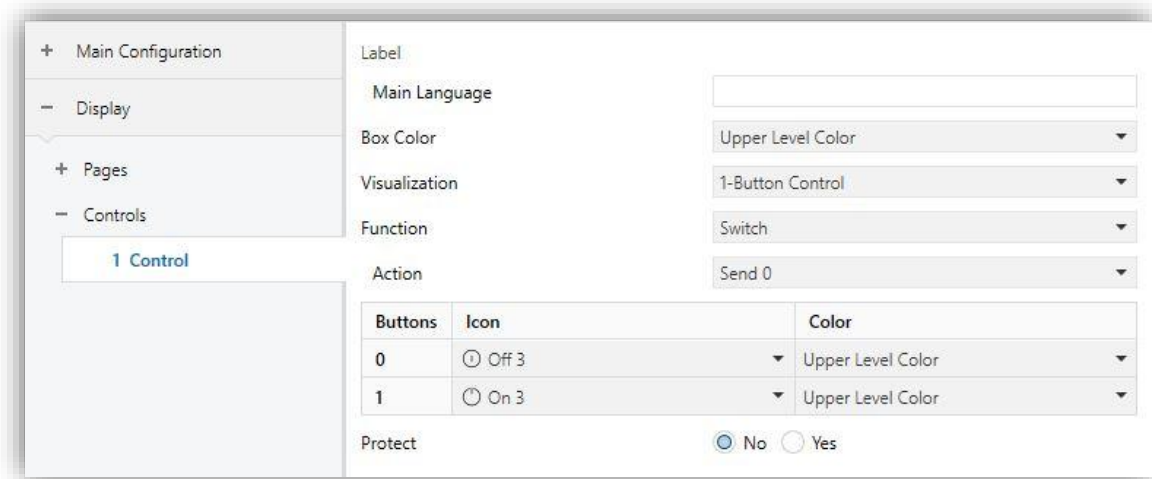 + Main Configuration
− Display
+ Pages
− Controls
1 Control
Label
Main Language
Box Color Upper Level Color
Visualization 1-Button Control
Function Switch
Action Send 0
Buttons Icon Color
0 Off 3 Upper Level Color
1 On 3 Upper Level Color
Protect No Yes